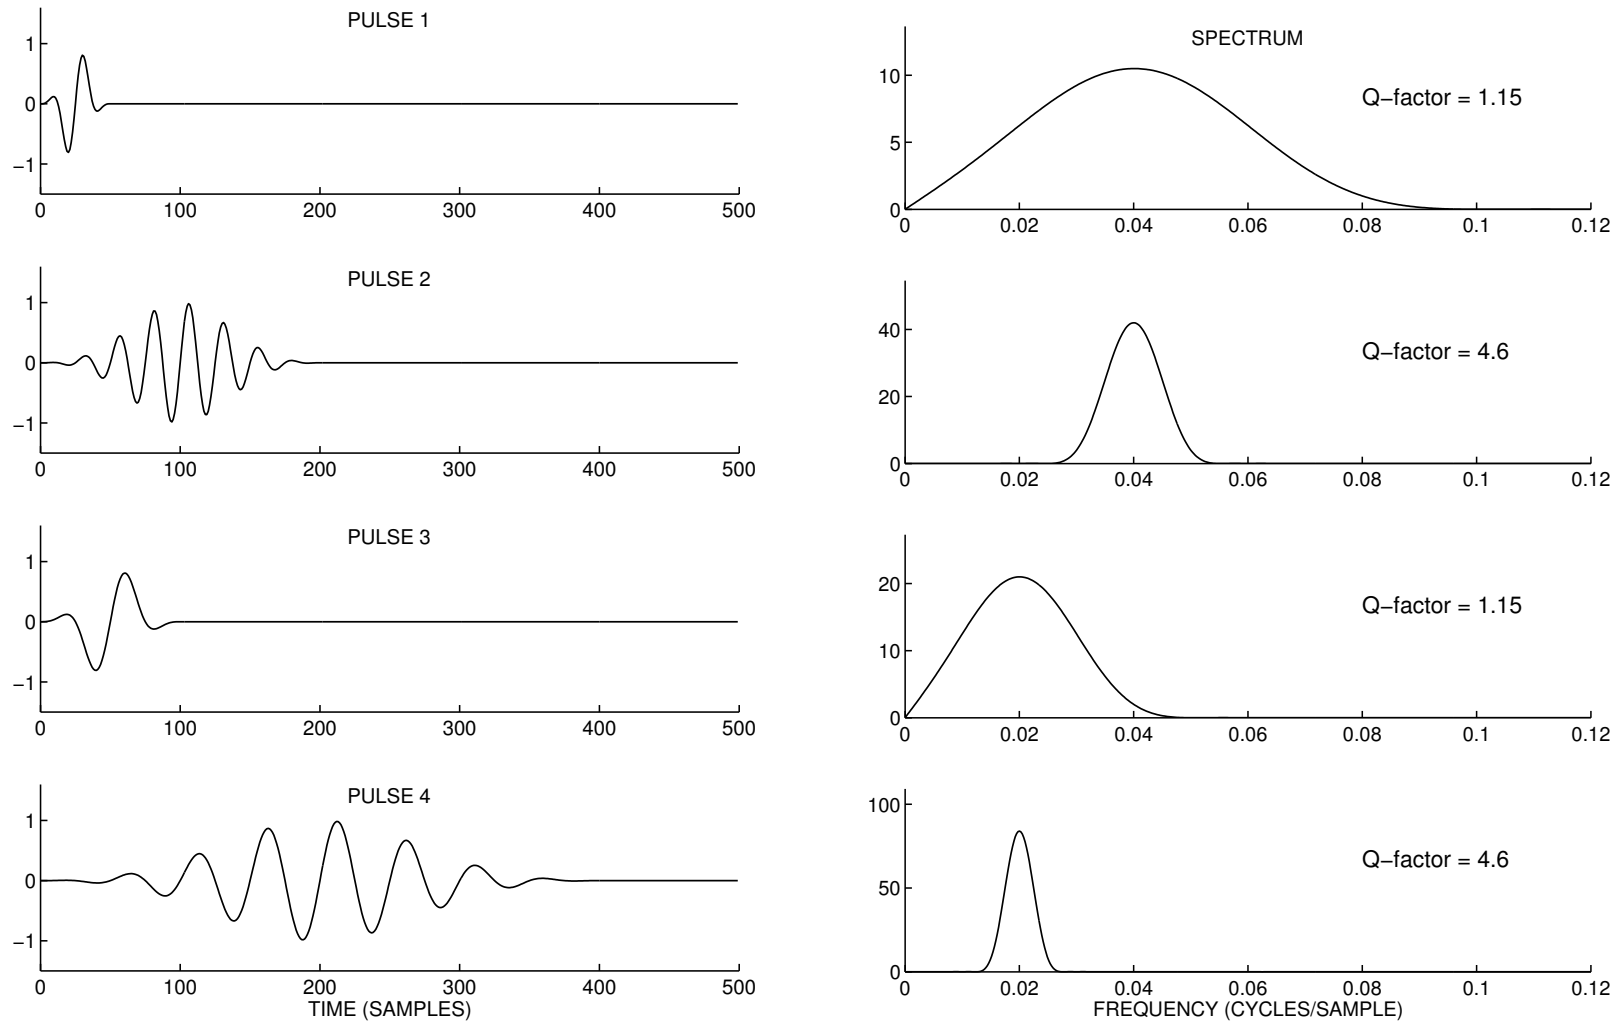 PULSE 1
1
0
−1
0 100 200 300 400 500
SPECTRUM
10
5
0
Q−factor = 1.15
0 0.02 0.04 0.06 0.08 0.1 0.12
PULSE 2
1
0
−1
0 100 200 300 400 500
40
20
0
Q−factor = 4.6
0 0.02 0.04 0.06 0.08 0.1 0.12
PULSE 3
1
0
−1
0 100 200 300 400 500
20
10
0
Q−factor = 1.15
0 0.02 0.04 0.06 0.08 0.1 0.12
PULSE 4
1
0
−1
0 100 200 300 400 500
TIME (SAMPLES)
100
50
0
Q−factor = 4.6
0 0.02 0.04 0.06 0.08 0.1 0.12
FREQUENCY (CYCLES/SAMPLE)